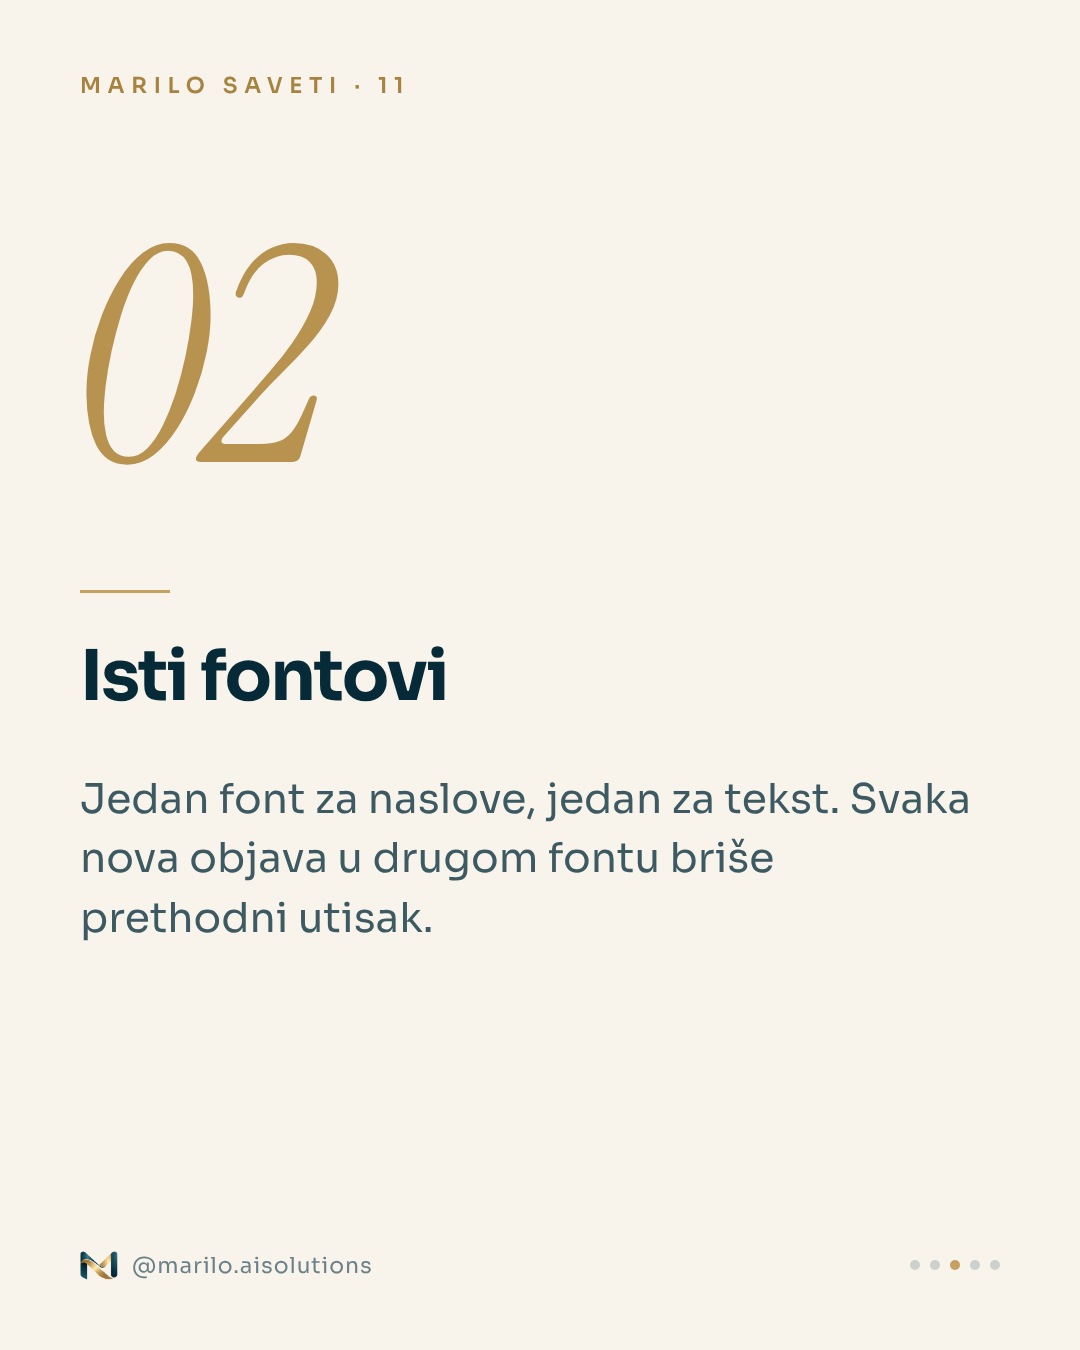 MARILO SAVETI · 11
02
Isti fontovi
Jedan font za naslove, jedan za tekst. Svaka
nova objava u drugom fontu briše
prethodni utisak.
@marilo.aisolutions